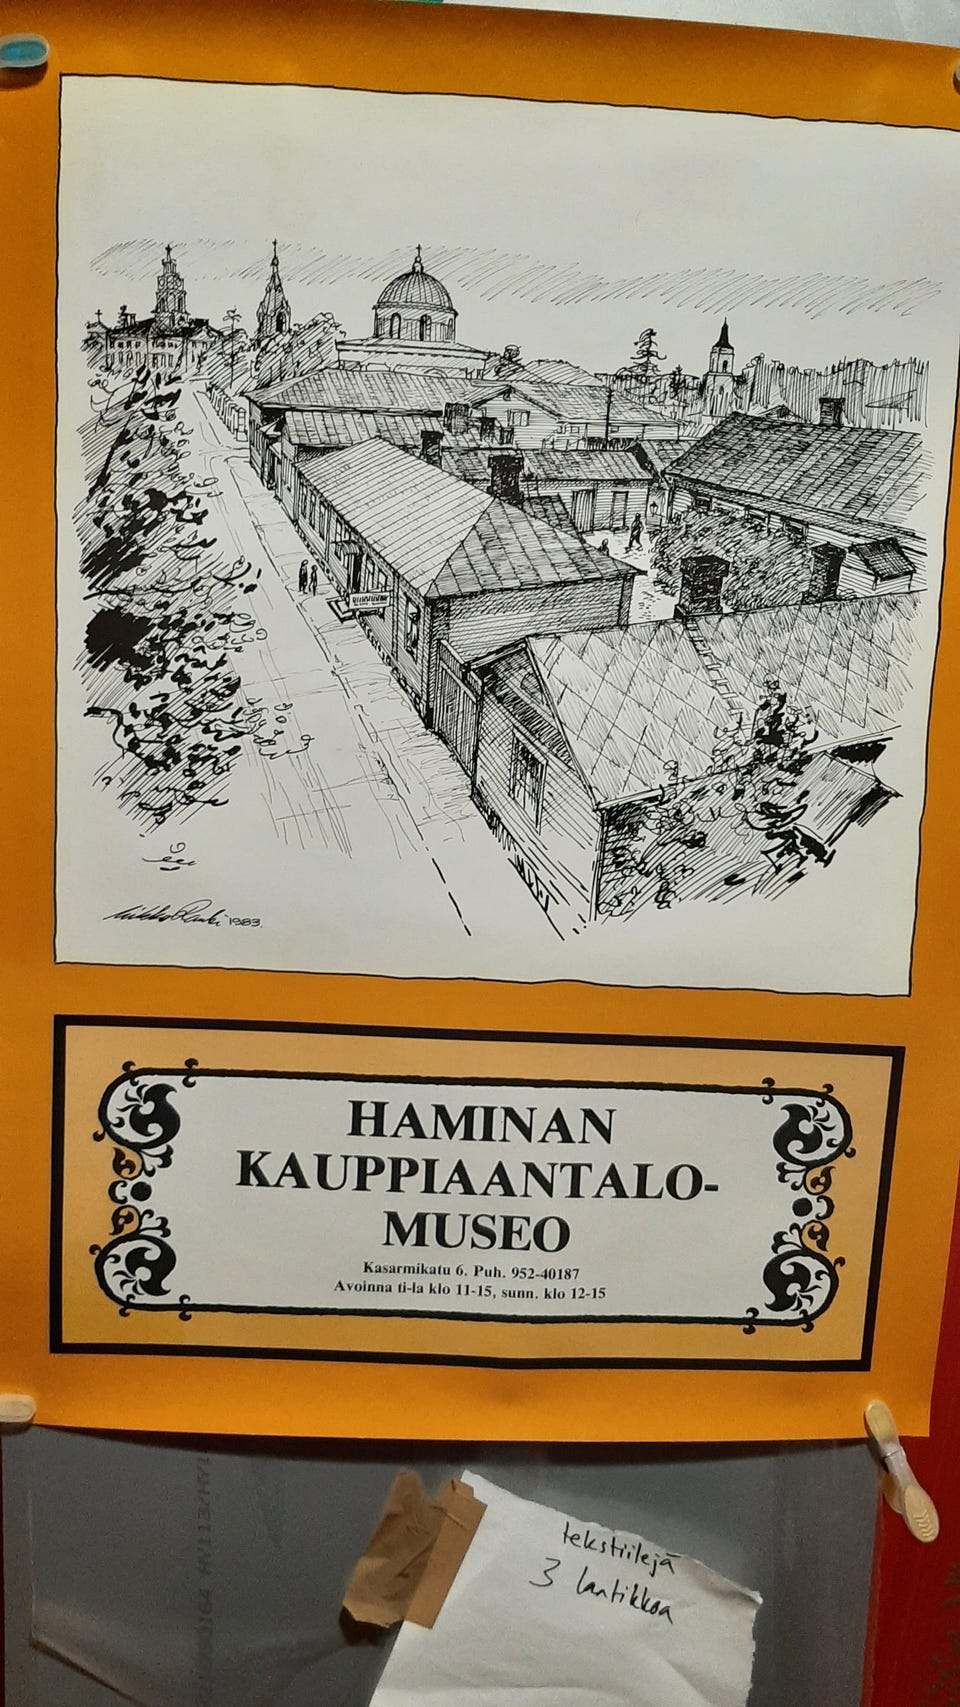 1983.
HAMINAN
KAUPPIAANTALO-
MUSEO
Kasarmikatu 6. Puh. 952-40187
Avoinna ti-la klo 11-15, sunn. klo 12-15
tekstiilejä
3 laatikkoa